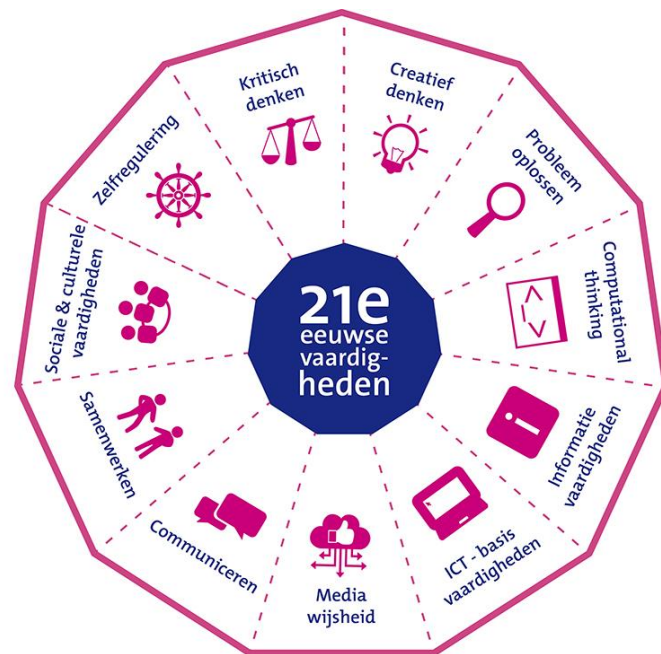 21e
eeuwse
vaardig-
heden
Kritisch
denken
Creatief
denken
Probleem
oplossen
Computational
thinking
Informatie
vaardigheden
ICT - basis
vaardigheden
Media
wijsheid
Communiceren
Samenwerken
Sociale & culturele
vaardigheden
Zelfregulering